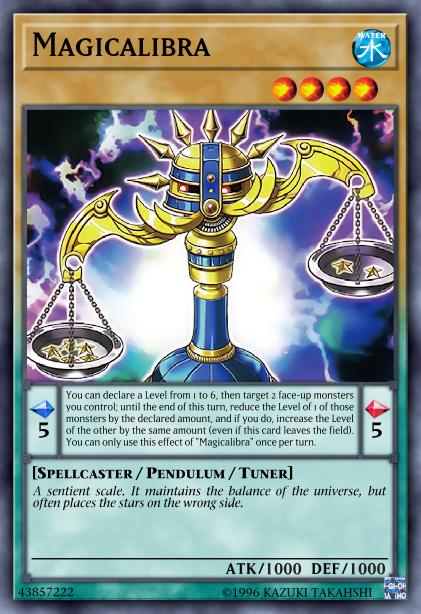 MAGICALIBRA
WATER
水
You can declare a Level from 1 to 6, then target 2 face-up monsters
you control; until the end of this turn, reduce the Level of 1 of those
monsters by the declared amount, and if you do, increase the Level
of the other by the same amount (even if this card leaves the field).
You can only use this effect of "Magicalibra" once per turn.
5
5
[SPELLCASTER / PENDULUM / TUNER]
A sentient scale. It maintains the balance of the universe, but
often places the stars on the wrong side.
ATK/1000 DEF/1000
43857222
©1996 KAZUKI TAKAHSHI